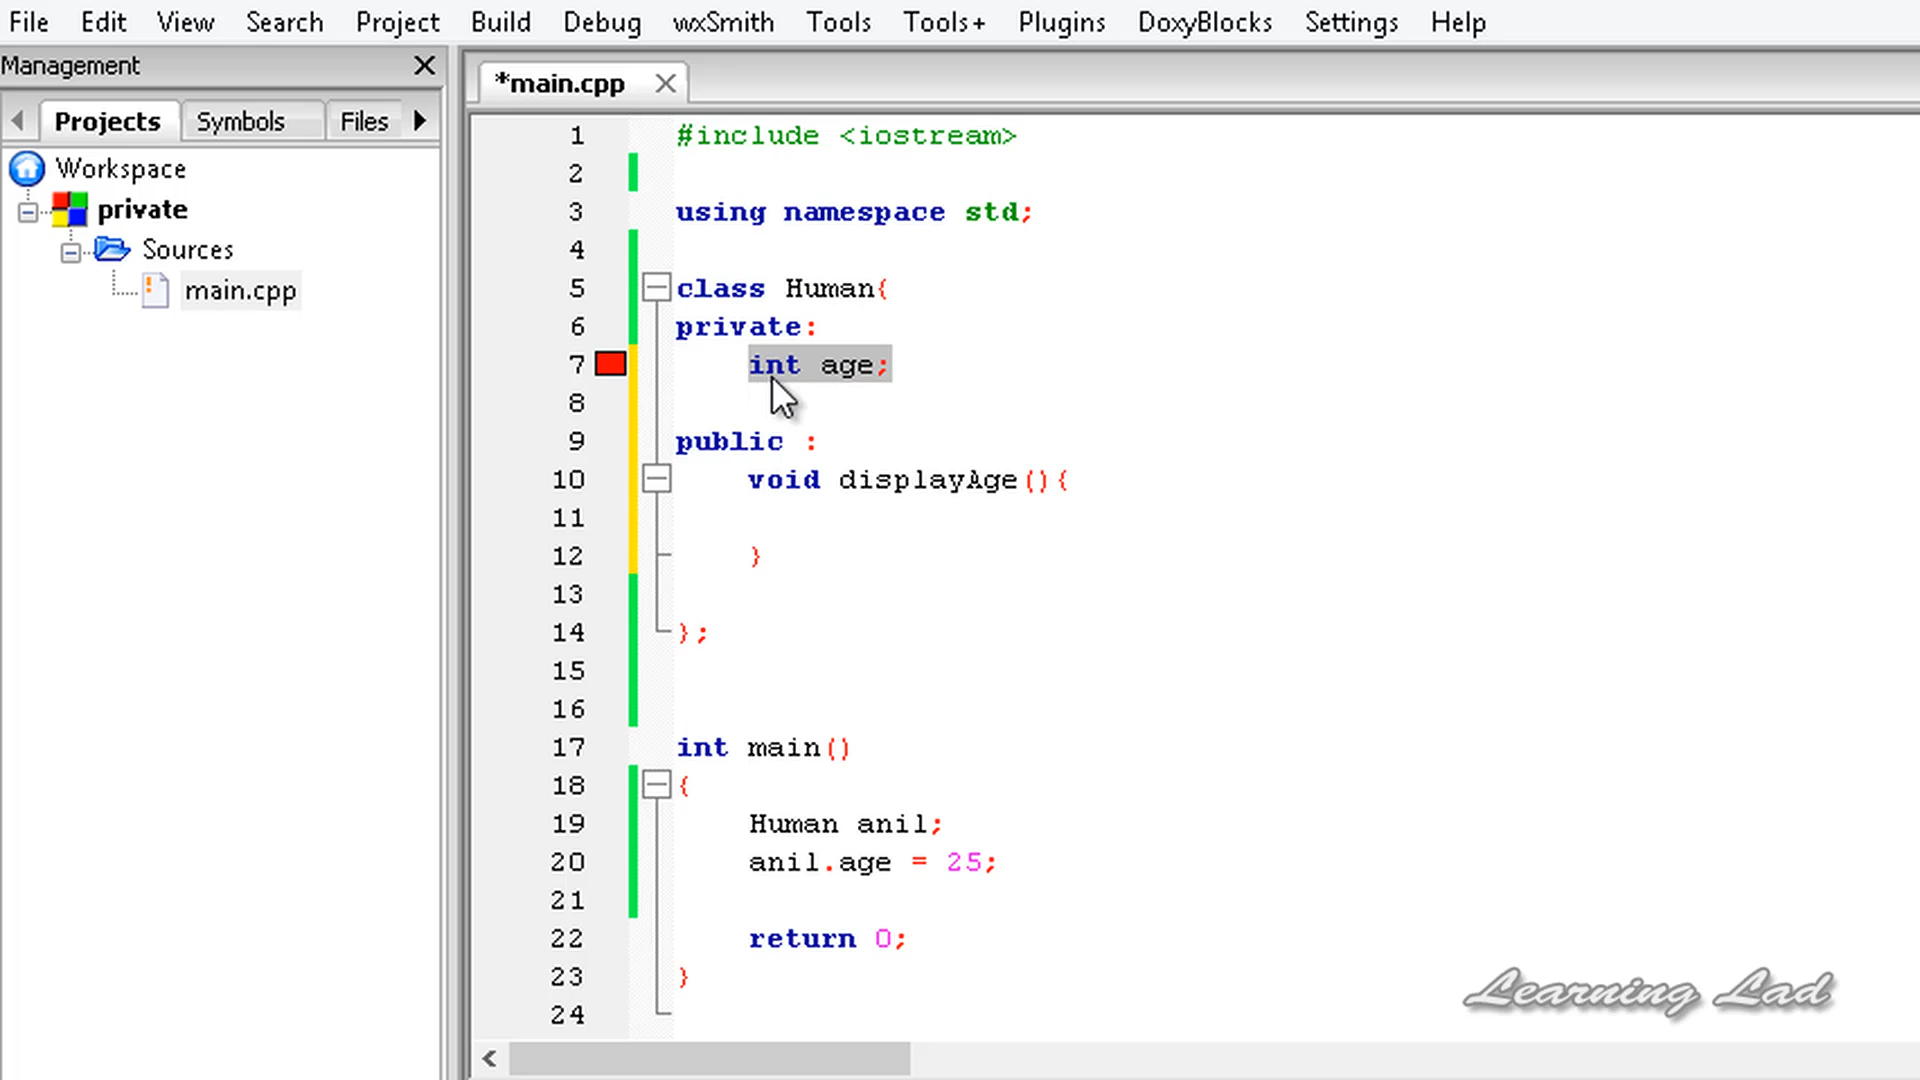 File Edit View Search Project Build Debug wxSmith Tools Tools+ Plugins DoxyBlocks Settings Help
Management
*main.cpp
Projects Symbols Files
Workspace
private
Sources
main.cpp
1 #include <iostream>
2
3 using namespace std;
4
5 class Human{
6 private:
7 int age;
8
9 public :
10 void displayAge(){
11
12 }
13
14 };
15
16
17 int main()
18 {
19 Human anil;
20 anil.age = 25;
21
22 return 0;
23 }
24
Learning Lad